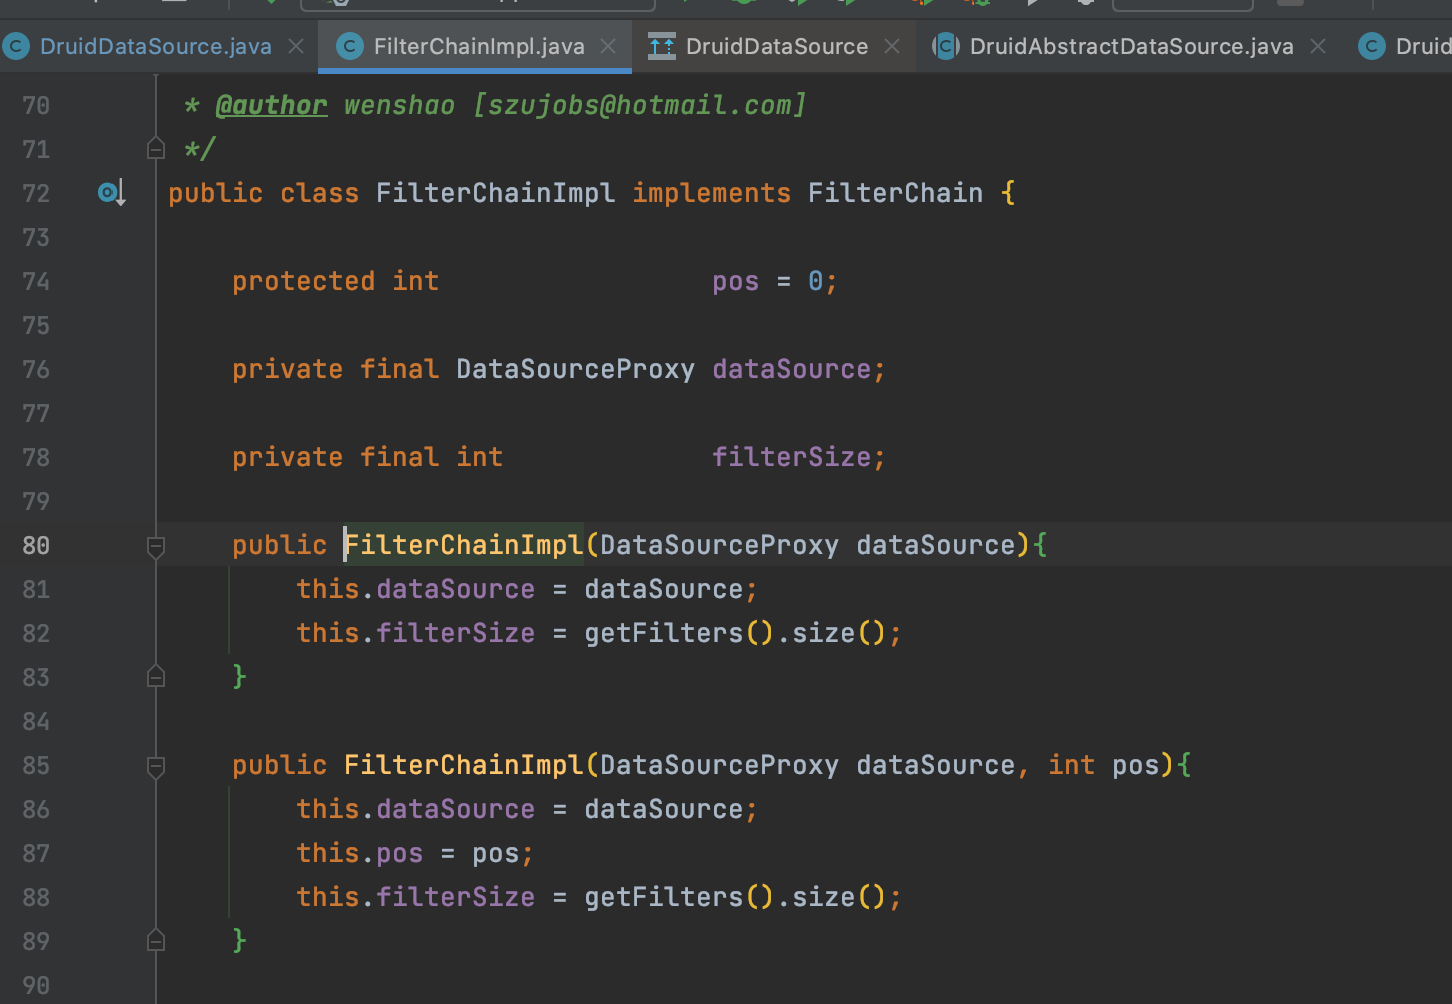 DruidDataSource.java FilterChainImpl.java DruidDataSource DruidAbstractDataSource.java
70 * @author wenshao [szujobs@hotmail.com]
71 */
72 public class FilterChainImpl implements FilterChain {
73
74 protected int pos = 0;
75
76 private final DataSourceProxy dataSource;
77
78 private final int filterSize;
79
80 public FilterChainImpl(DataSourceProxy dataSource){
81 this.dataSource = dataSource;
82 this.filterSize = getFilters().size();
83 }
84
85 public FilterChainImpl(DataSourceProxy dataSource, int pos){
86 this.dataSource = dataSource;
87 this.pos = pos;
88 this.filterSize = getFilters().size();
89 }
90